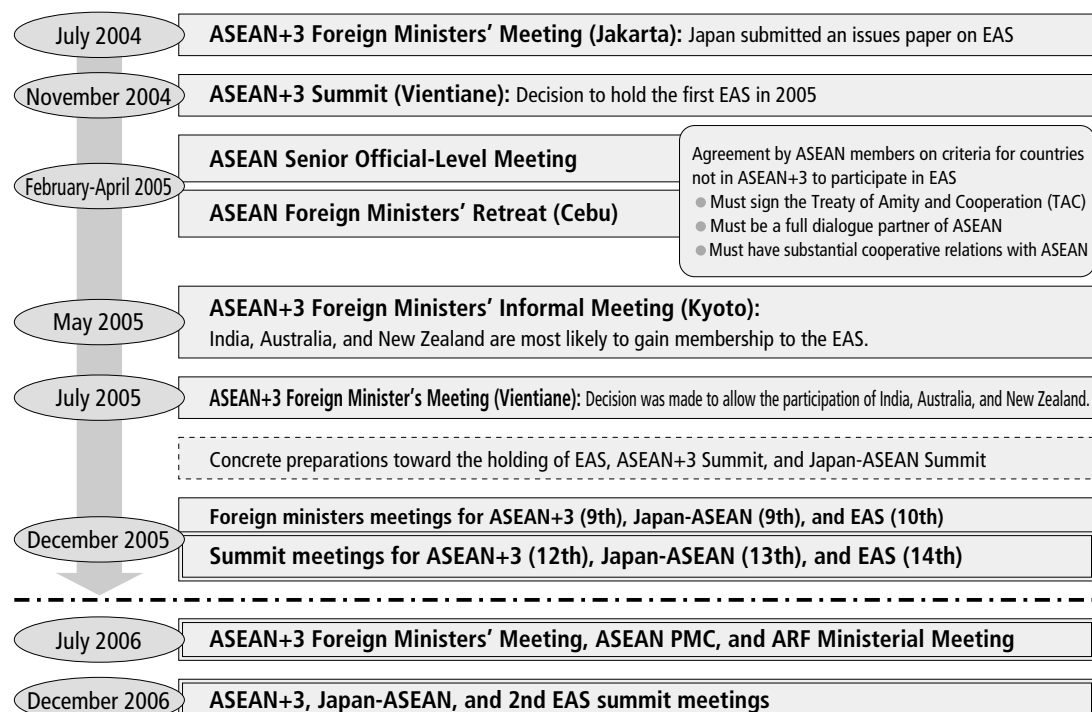 July 2004
ASEAN+3 Foreign Ministers' Meeting (Jakarta): Japan submitted an issues paper on EAS
November 2004
ASEAN+3 Summit (Vientiane): Decision to hold the first EAS in 2005
February-April 2005
ASEAN Senior Official-Level Meeting
ASEAN Foreign Ministers' Retreat (Cebu)
Agreement by ASEAN members on criteria for countries
not in ASEAN+3 to participate in EAS
● Must sign the Treaty of Amity and Cooperation (TAC)
● Must be a full dialogue partner of ASEAN
● Must have substantial cooperative relations with ASEAN
May 2005
ASEAN+3 Foreign Ministers' Informal Meeting (Kyoto):
India, Australia, and New Zealand are most likely to gain membership to the EAS.
July 2005
ASEAN+3 Foreign Minister's Meeting (Vientiane): Decision was made to allow the participation of India, Australia, and New Zealand.
Concrete preparations toward the holding of EAS, ASEAN+3 Summit, and Japan-ASEAN Summit
December 2005
Foreign ministers meetings for ASEAN+3 (9th), Japan-ASEAN (9th), and EAS (10th)
Summit meetings for ASEAN+3 (12th), Japan-ASEAN (13th), and EAS (14th)
July 2006
ASEAN+3 Foreign Ministers' Meeting, ASEAN PMC, and ARF Ministerial Meeting
December 2006
ASEAN+3, Japan-ASEAN, and 2nd EAS summit meetings